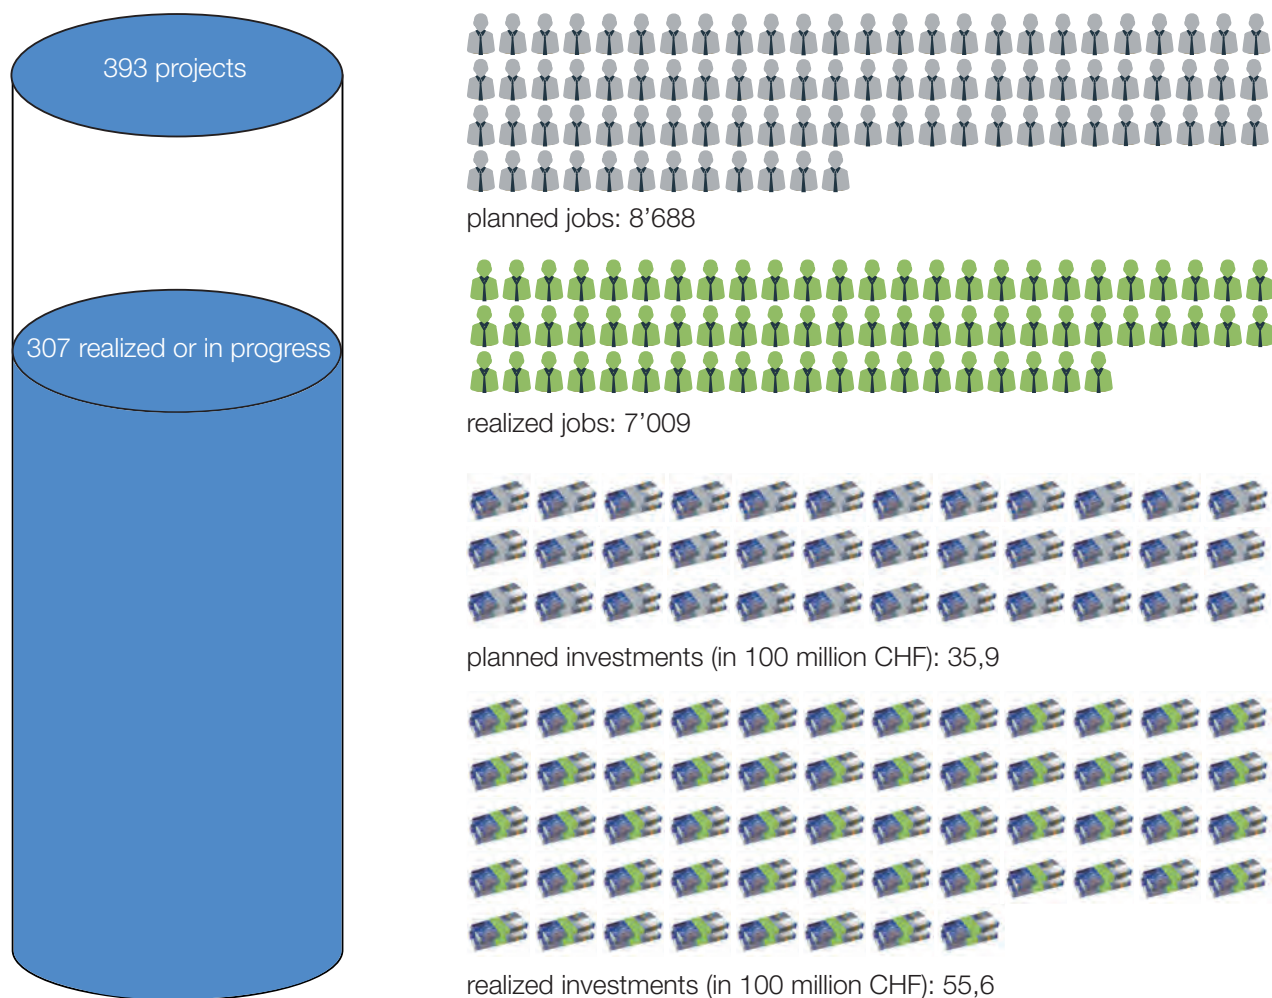 393 projects
307 realized or in progress
planned jobs: 8’688
realized jobs: 7’009
planned investments (in 100 million CHF): 35,9
realized investments (in 100 million CHF): 55,6